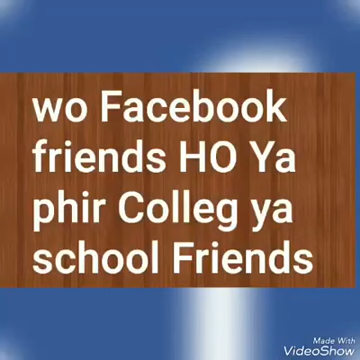 wo Facebook
friends HO Ya
phir Colleg ya
school Friends
Made With
VideoShow